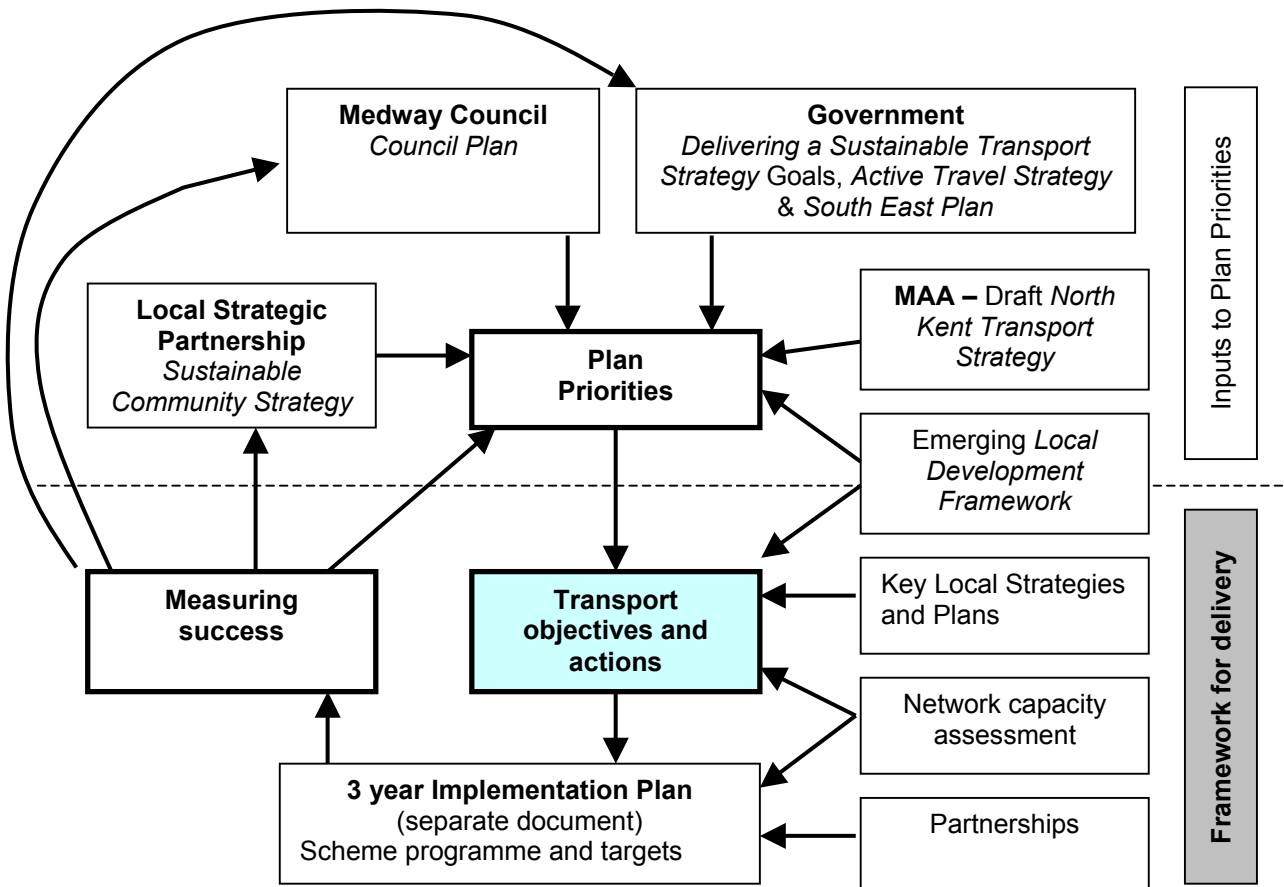 Medway Council
Council Plan
Government
Delivering a Sustainable Transport
Strategy Goals, Active Travel Strategy
& South East Plan
Inputs to Plan Priorities
Local Strategic
Partnership
Sustainable
Community Strategy
Plan
Priorities
MAA – Draft North
Kent Transport
Strategy
Emerging Local
Development
Framework
Measuring
success
Transport
objectives and
actions
Key Local Strategies
and Plans
Network capacity
assessment
Framework for delivery
3 year Implementation Plan
(separate document)
Scheme programme and targets
Partnerships